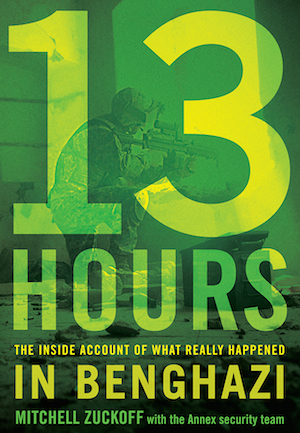 13
HOURS
THE INSIDE ACCOUNT OF WHAT REALLY HAPPENED
IN BENGHAZI
MITCHELL ZUCKOFF with the Annex security team